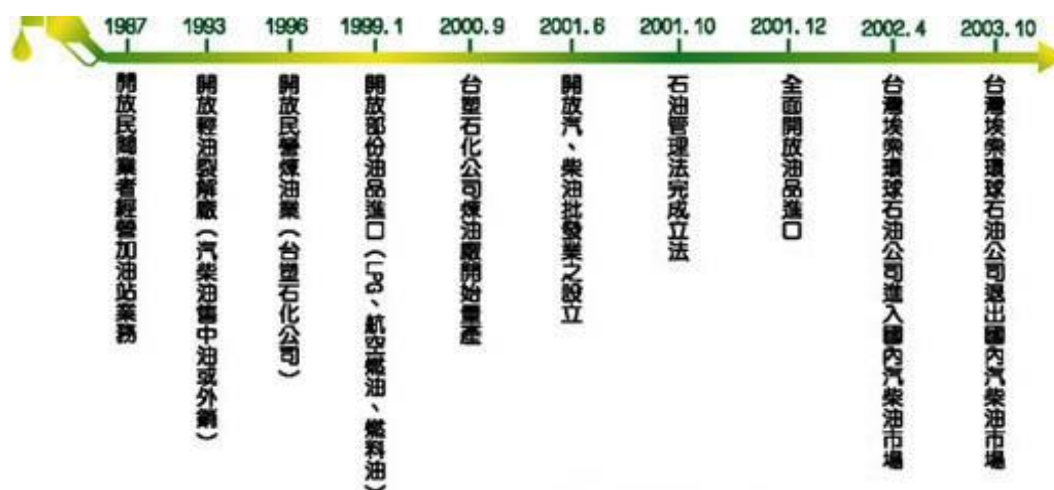 1987
1993
1996
1999.1
2000.9
2001.6
2001.10
2001.12
2002.4
2003.10
開放民間業者經營加油站業務
開放輕油裂解廠（汽柴油售中油或外銷）
開放民營煉油業（台塑石化公司）
開放部份油品進口（LPG、航空燃油、燃料油）
台塑石化公司煉油廠開始量產
開放汽、柴油批發業之設立
石油管理法完成立法
全面開放油品進口
台灣埃索環球石油公司進入國內汽柴油市場
台灣埃索環球石油公司退出國內汽柴油市場